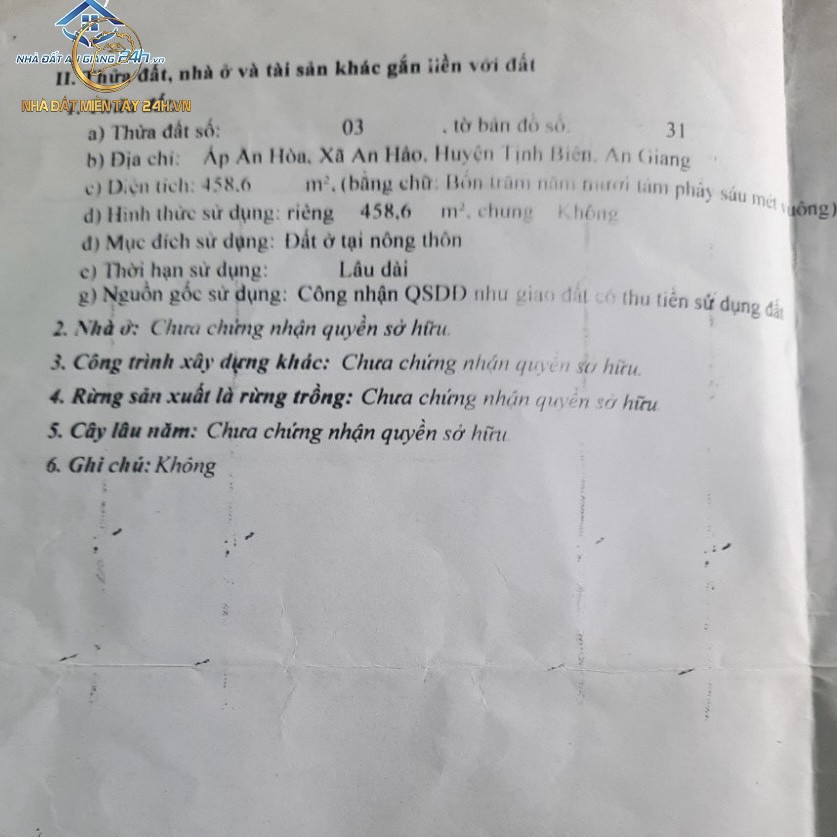 NHÀ ĐẤT AN GIANG 24h.vn
II. Thửa đất, nhà ở và tài sản khác gắn liền với đất
NHÀ ĐẤT MIỀN TÂY 24H.VN
a) Thửa đất số: 03 , tờ bản đồ số: 31
b) Địa chỉ: Ấp An Hòa, Xã An Hảo, Huyện Tịnh Biên, An Giang
c) Diện tích: 458.6 m², (bằng chữ: Bốn trăm năm mươi tám phẩy sáu mét vuông)
d) Hình thức sử dụng: riêng 458,6 m², chung Không
đ) Mục đích sử dụng: Đất ở tại nông thôn
e) Thời hạn sử dụng: Lâu dài
g) Nguồn gốc sử dụng: Công nhận QSDĐ như giao đất có thu tiền sử dụng đất
2. Nhà ở: Chưa chứng nhận quyền sở hữu.
3. Công trình xây dựng khác: Chưa chứng nhận quyền sở hữu.
4. Rừng sản xuất là rừng trồng: Chưa chứng nhận quyền sở hữu
5. Cây lâu năm: Chưa chứng nhận quyền sở hữu
6. Ghi chú: Không